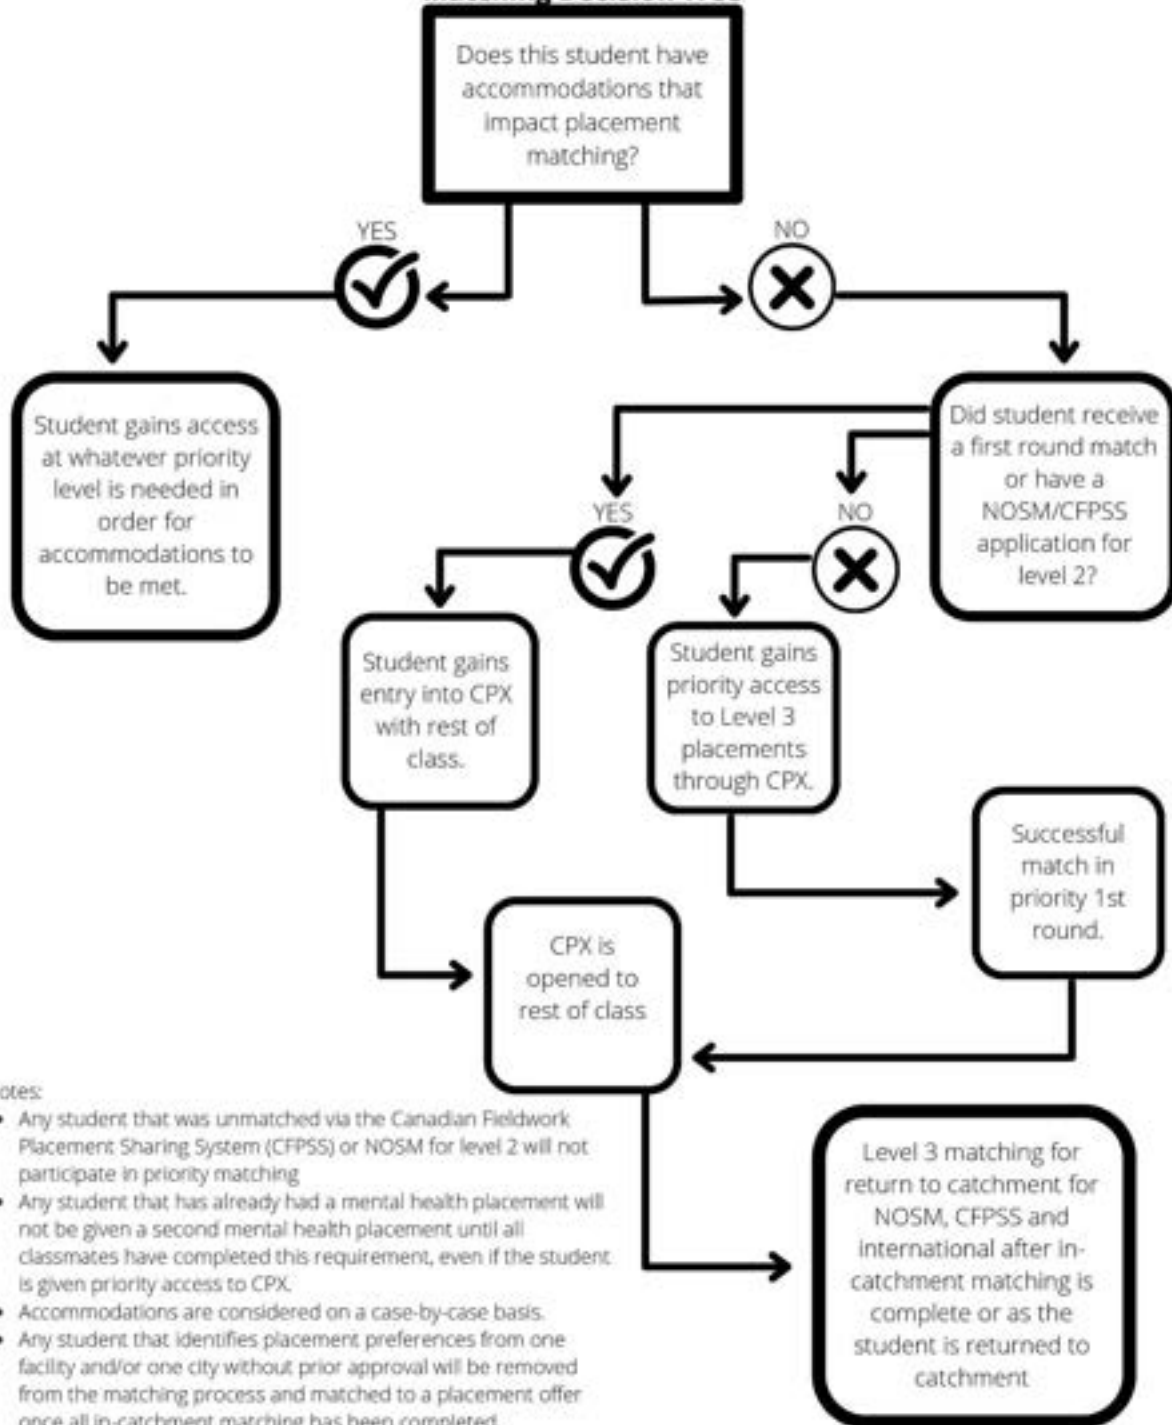 Does this student have
accommodations that
impact placement
matching?
YES
NO
Student gains access
at whatever priority
level is needed in
order for
accommodations to
be met.
Did student receive
a first round match
or have a
NOSM/CFPSS
application for
level 2?
YES
NO
Student gains
entry into CPX
with rest of
class.
Student gains
priority access
to Level 3
placements
through CPX.
Successful
match in
priority 1st
round.
CPX is
opened to
rest of class
Level 3 matching for
return to catchment for
NOSM, CFPSS and
international after in-
catchment matching is
complete or as the
student is returned to
catchment
otes:
• Any student that was unmatched via the Canadian Fieldwork
Placement Sharing System (CFPSS) or NOSM for level 2 will not
participate in priority matching
• Any student that has already had a mental health placement will
not be given a second mental health placement until all
classmates have completed this requirement, even if the student
is given priority access to CPX.
• Accommodations are considered on a case-by-case basis.
• Any student that identifies placement preferences from one
facility and/or one city without prior approval will be removed
from the matching process and matched to a placement offer
once all in-catchment matching has been completed